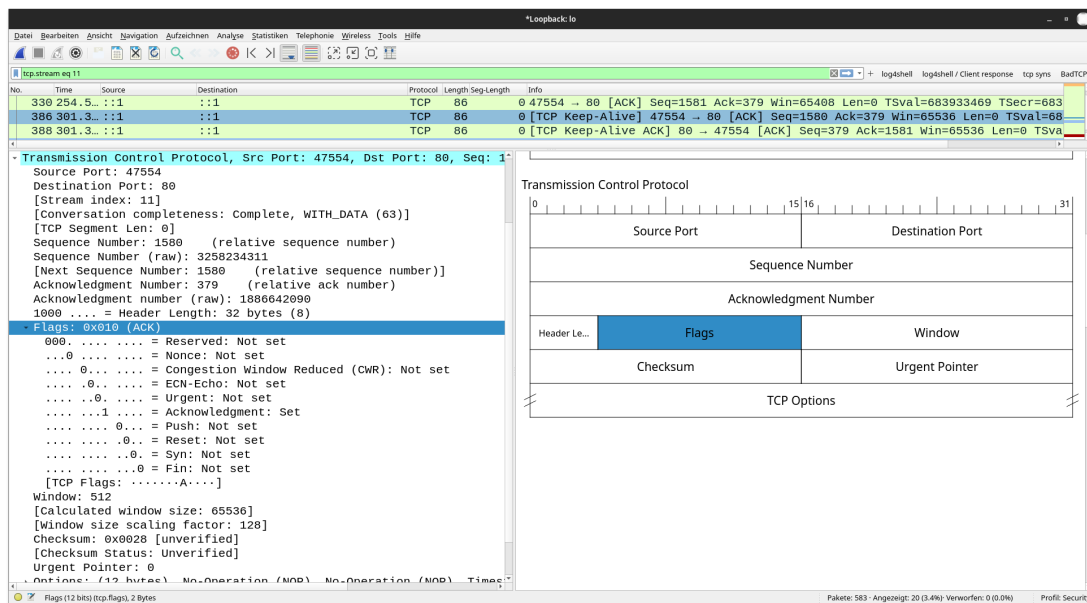 *Loopback: lo
Datei Bearbeiten Ansicht Navigation Aufzeichnen Analyse Statistiken Telephonie Wireless Tools Hilfe
tcp.stream eq 11 + log4shell log4shell / Client response tcp syns BadTCP
No. Time Source Destination Protocol Length Seg-Length Info
330 254.5… ::1 ::1 TCP 86 0 47554 → 80 [ACK] Seq=1581 Ack=379 Win=65408 Len=0 TSval=683933469 TSecr=683
386 301.3… ::1 ::1 TCP 86 0 [TCP Keep-Alive] 47554 → 80 [ACK] Seq=1580 Ack=379 Win=65536 Len=0 TSval=68
388 301.3… ::1 ::1 TCP 86 0 [TCP Keep-Alive ACK] 80 → 47554 [ACK] Seq=379 Ack=1581 Win=65536 Len=0 TSva
Transmission Control Protocol, Src Port: 47554, Dst Port: 80, Seq: 1
Source Port: 47554
Destination Port: 80
[Stream index: 11]
[Conversation completeness: Complete, WITH_DATA (63)]
[TCP Segment Len: 0]
Sequence Number: 1580 (relative sequence number)
Sequence Number (raw): 3258234311
[Next Sequence Number: 1580 (relative sequence number)]
Acknowledgment Number: 379 (relative ack number)
Acknowledgment number (raw): 1886642090
1000 .... = Header Length: 32 bytes (8)
Flags: 0x010 (ACK)
000. .... .... = Reserved: Not set
...0 .... .... = Nonce: Not set
.... 0... .... = Congestion Window Reduced (CWR): Not set
.... .0.. .... = ECN-Echo: Not set
.... ..0. .... = Urgent: Not set
.... ...1 .... = Acknowledgment: Set
.... .... 0... = Push: Not set
.... .... .0.. = Reset: Not set
.... .... ..0. = Syn: Not set
.... .... ...0 = Fin: Not set
[TCP Flags: ·······A····]
Window: 512
[Calculated window size: 65536]
[Window size scaling factor: 128]
Checksum: 0x0028 [unverified]
[Checksum Status: Unverified]
Urgent Pointer: 0
Options: (12 bytes), No-Operation (NOP), No-Operation (NOP), Times
Transmission Control Protocol
0 15 16 31
Source Port Destination Port
Sequence Number
Acknowledgment Number
Header Le… Flags Window
Checksum Urgent Pointer
TCP Options
Flags (12 bits) (tcp.flags), 2 Bytes Pakete: 583 · Angezeigt: 20 (3.4%)· Verworfen: 0 (0.0%) Profil: Securi